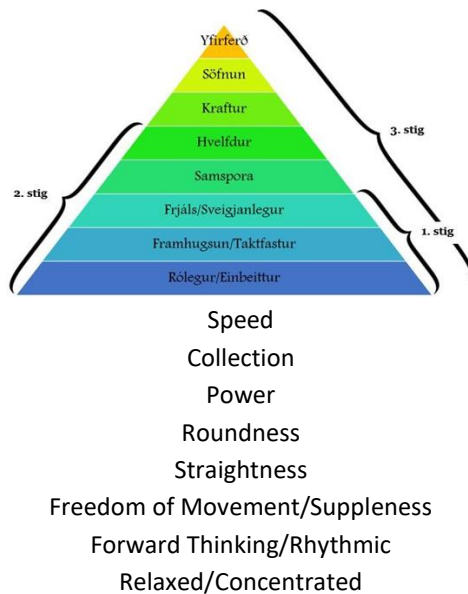 Yfirferð
Söfnun
Kraftur
Hvelfdur
3. stig
2. stig
Samspora
Frjáls/Sveigjanlegur
1. stig
Framhugsun/Taktfastur
Rólegur/Einbeittur
Speed
Collection
Power
Roundness
Straightness
Freedom of Movement/Suppleness
Forward Thinking/Rhythmic
Relaxed/Concentrated